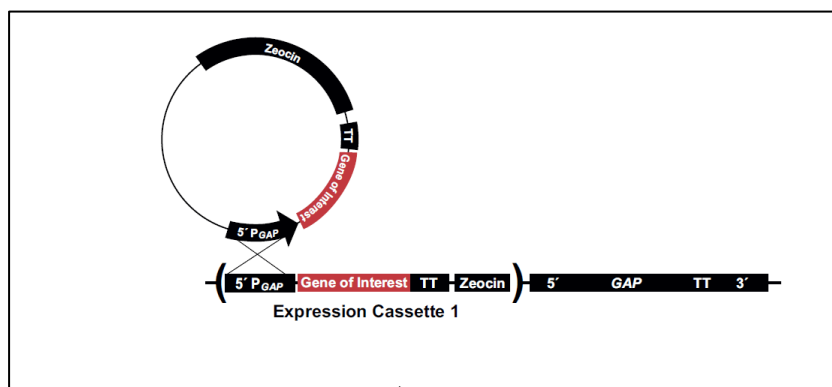 Zeocin
TT
Gene of Interest
5´ PGAP
( 5´ PGAP Gene of Interest TT Zeocin ) 5´ GAP TT 3´
Expression Cassette 1